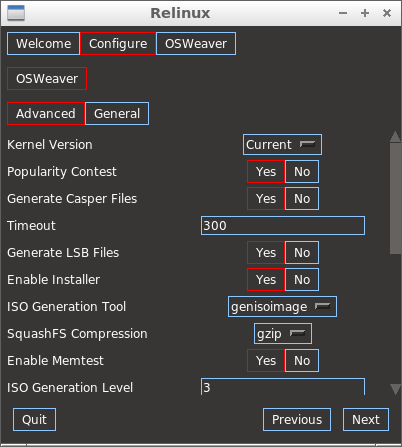 Relinux
Welcome Configure OSWeaver
OSWeaver
Advanced General
Kernel Version Current
Popularity Contest Yes No
Generate Casper Files Yes No
Timeout 300
Generate LSB Files Yes No
Enable Installer Yes No
ISO Generation Tool genisoimage
SquashFS Compression gzip
Enable Memtest Yes No
ISO Generation Level 3
Quit Previous Next